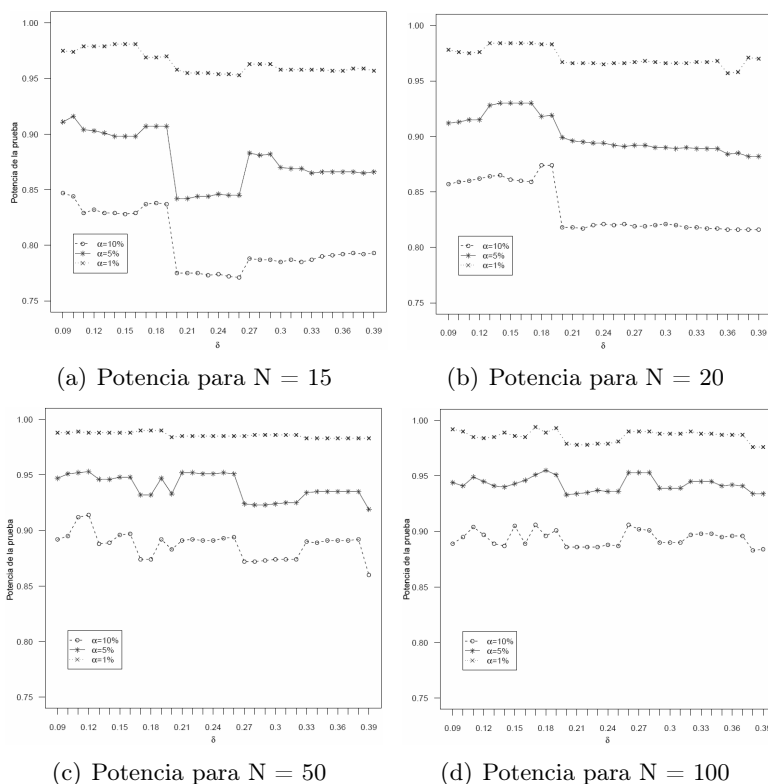 1.00
0.95
0.90
0.85
0.80
0.75
Potencia de la prueba
α=10%
α=5%
α=1%
0.09 0.12 0.15 0.18 0.21 0.24 0.27 0.3 0.33 0.36 0.39
δ
(a) Potencia para N = 15
1.00
0.95
0.90
0.85
0.80
0.75
Potencia de la prueba
α=10%
α=5%
α=1%
0.09 0.12 0.15 0.18 0.21 0.24 0.27 0.3 0.33 0.36 0.39
δ
(b) Potencia para N = 20
1.00
0.95
0.90
0.85
0.80
0.75
Potencia de la prueba
α=10%
α=5%
α=1%
0.09 0.12 0.15 0.18 0.21 0.24 0.27 0.3 0.33 0.36 0.39
δ
(c) Potencia para N = 50
1.00
0.95
0.90
0.85
0.80
0.75
Potencia de la prueba
α=10%
α=5%
α=1%
0.09 0.12 0.15 0.18 0.21 0.24 0.27 0.3 0.33 0.36 0.39
δ
(d) Potencia para N = 100